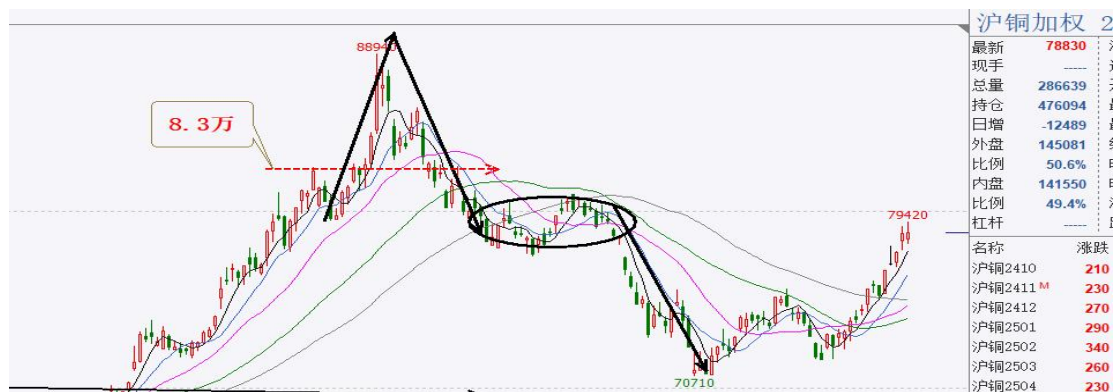 沪铜加权 2
最新 78830
现手 -----
总量 286639
持仓 476094
日增 -12489
外盘 145081
比例 50.6%
内盘 141550
比例 49.4%
杠杆 -----
名称 涨跌
沪铜2410 210
沪铜2411 M 230
沪铜2412 270
沪铜2501 290
沪铜2502 340
沪铜2503 260
沪铜2504 230
88940
8.3万
79420
70710